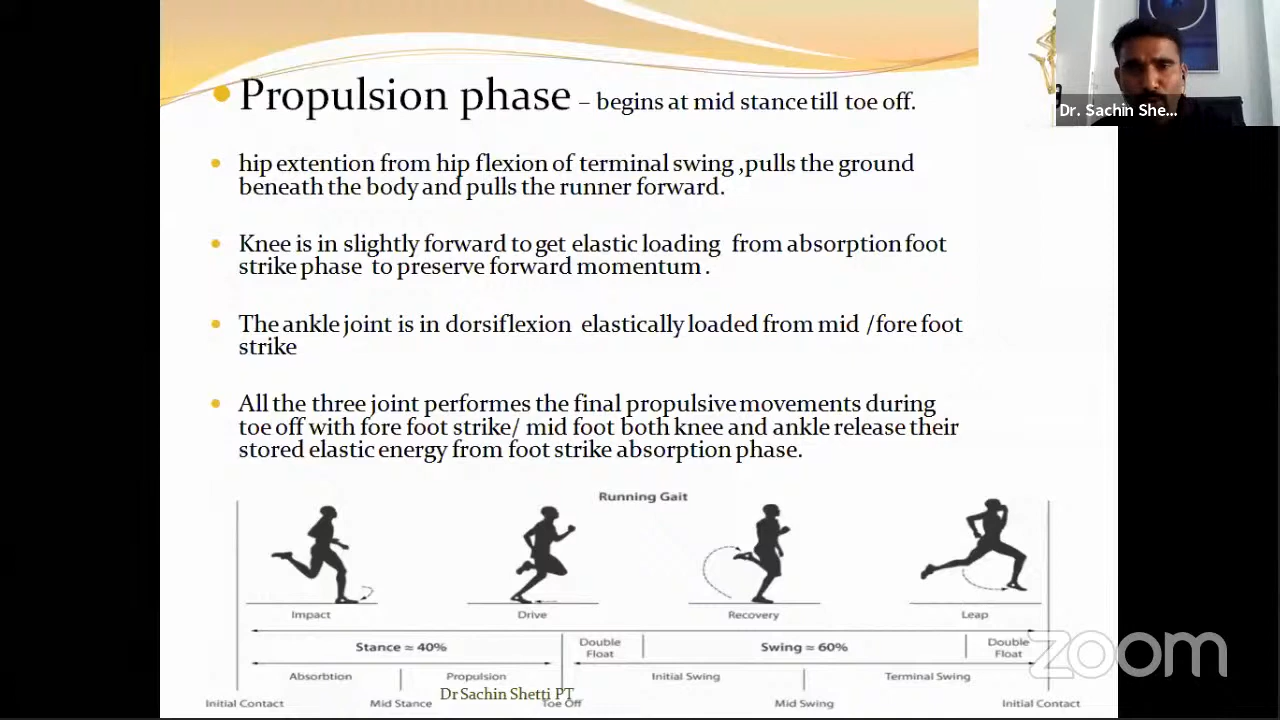 Propulsion phase – begins at mid stance till toe off.
Dr. Sachin She...
hip extention from hip flexion of terminal swing ,pulls the ground
beneath the body and pulls the runner forward.
Knee is in slightly forward to get elastic loading from absorption foot
strike phase to preserve forward momentum .
The ankle joint is in dorsiflexion elastically loaded from mid /fore foot
strike
All the three joint performes the final propulsive movements during
toe off with fore foot strike/ mid foot both knee and ankle release their
stored elastic energy from foot strike absorption phase.
Running Gait
Impact Drive Recovery Leap
Stance ≈ 40% Double Float Swing ≈ 60% Double Float
zoom
Absorbtion Propulsion Initial Swing Terminal Swing
Dr Sachin Shetti PT
Initial Contact Mid Stance Toe Off Mid Swing Initial Contact